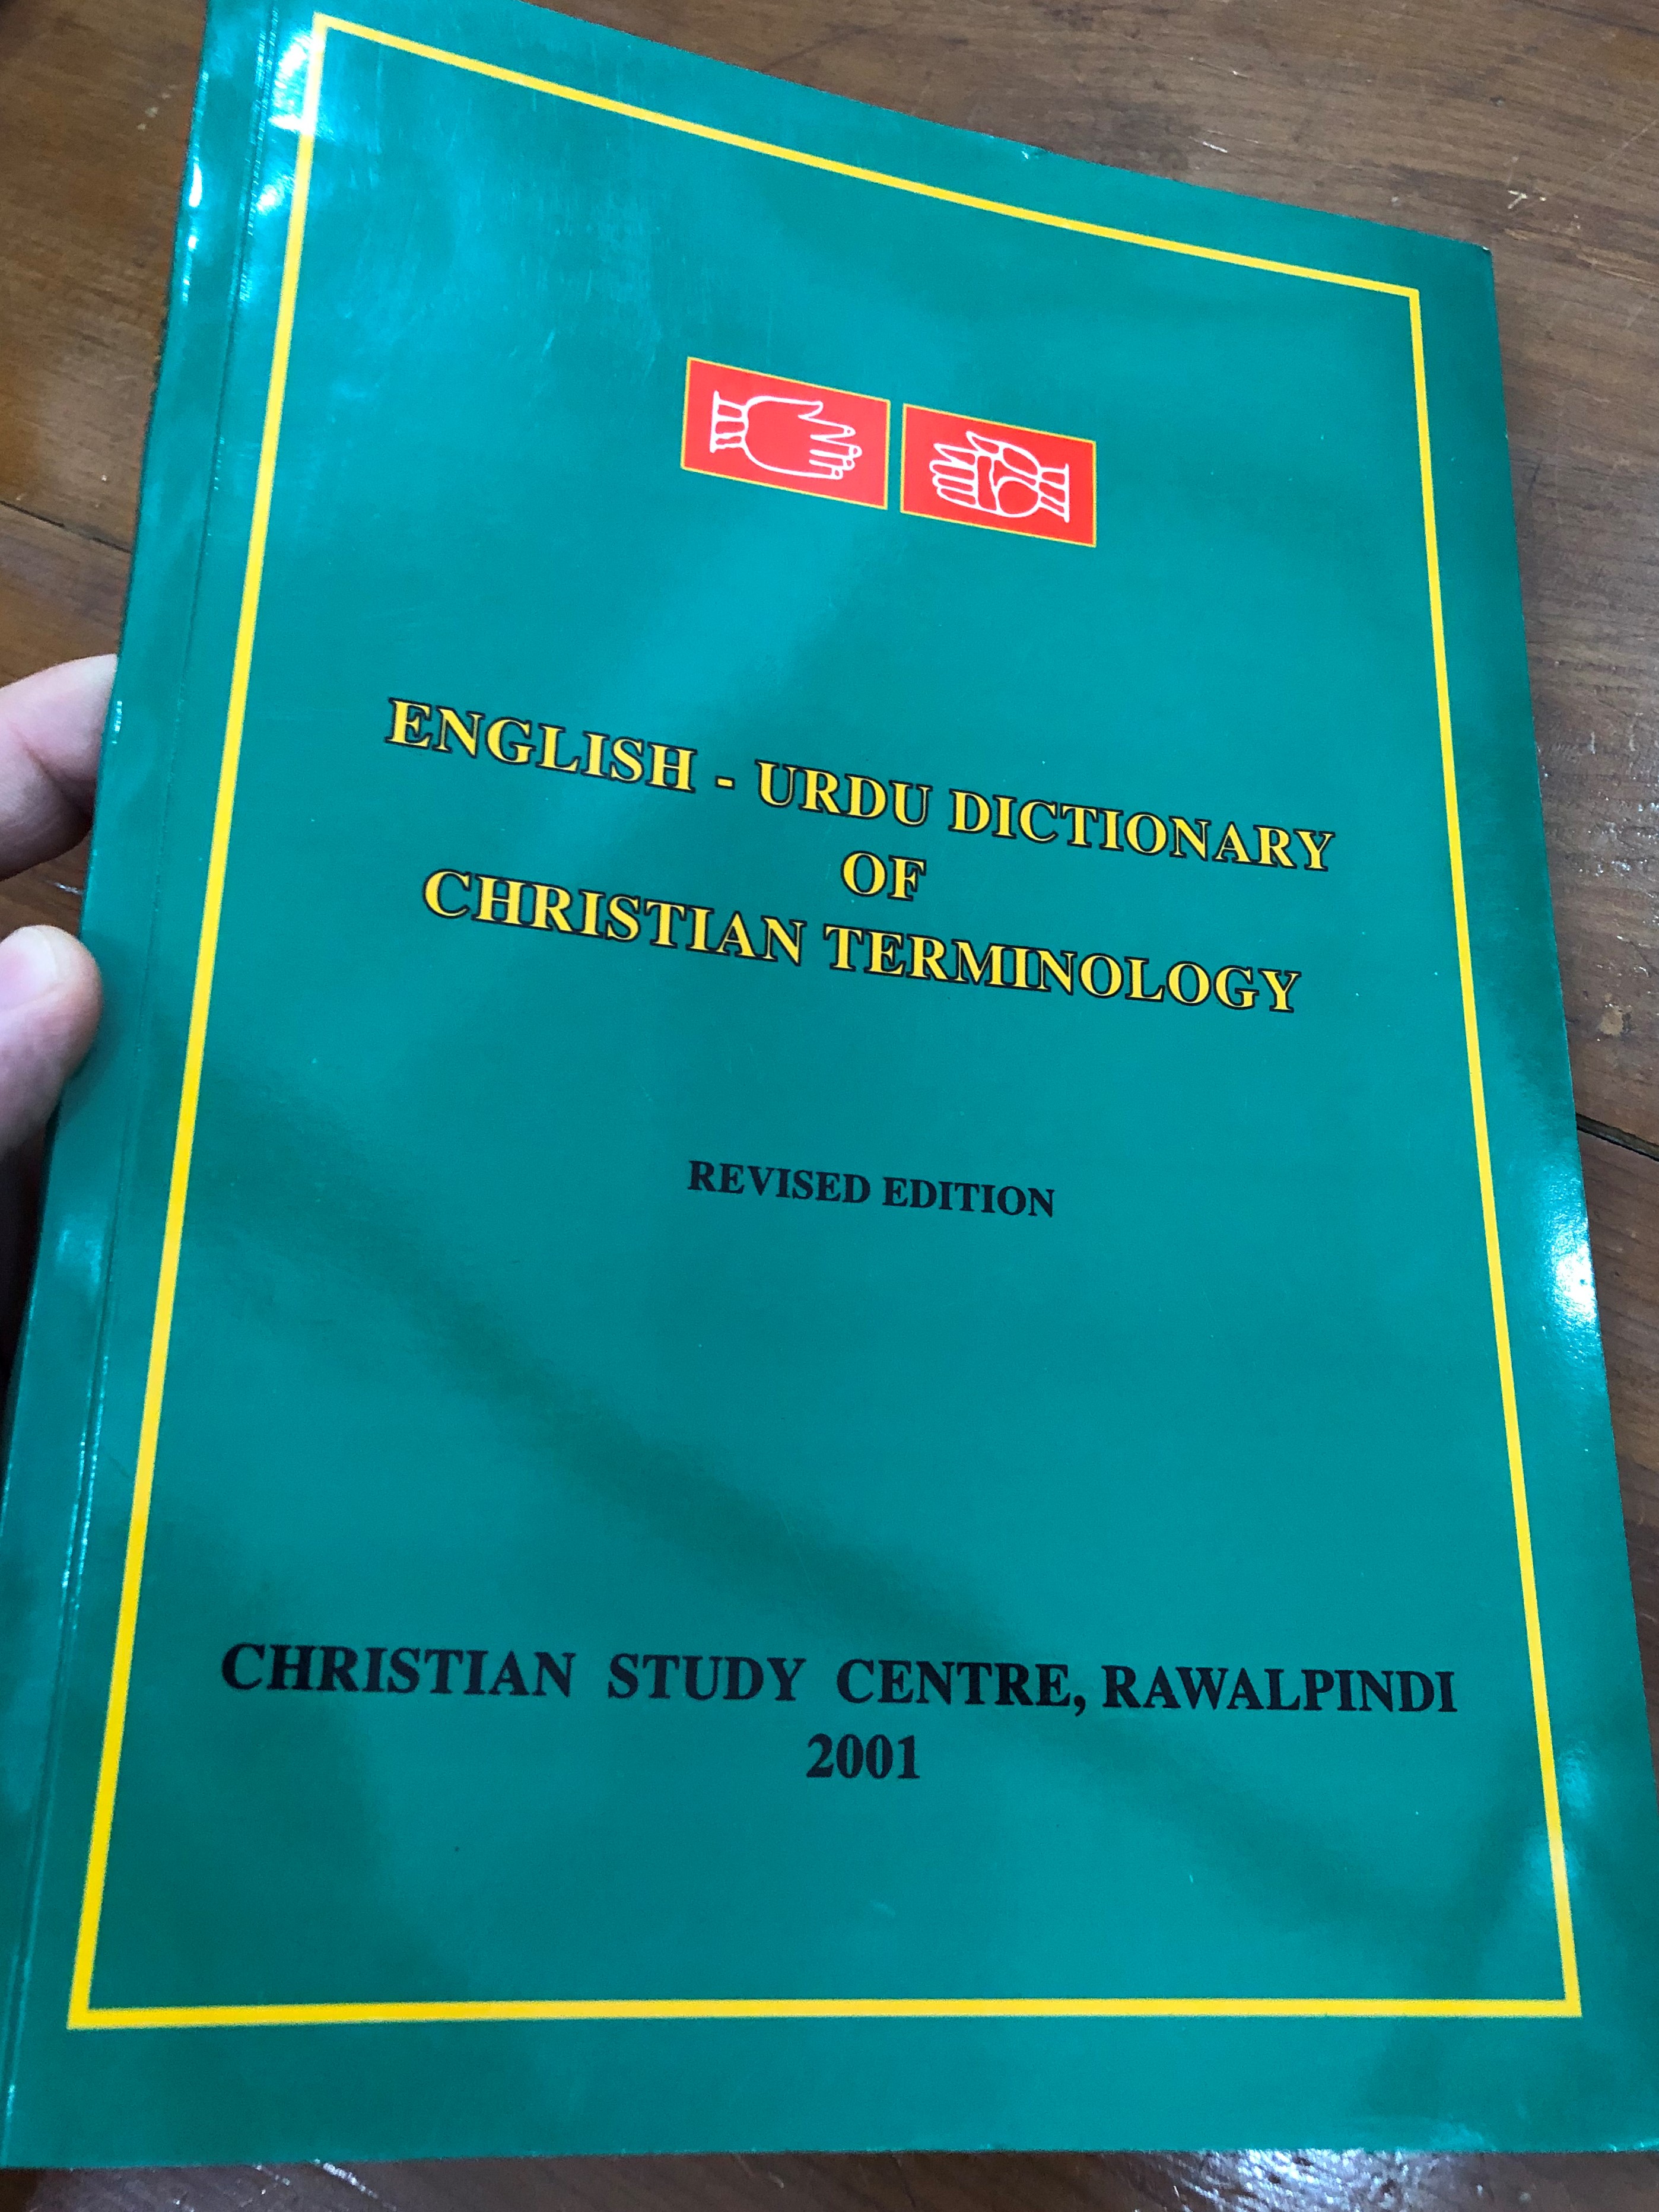 ENGLISH - URDU DICTIONARY
OF
CHRISTIAN TERMINOLOGY
REVISED EDITION
CHRISTIAN STUDY CENTRE, RAWALPINDI
2001